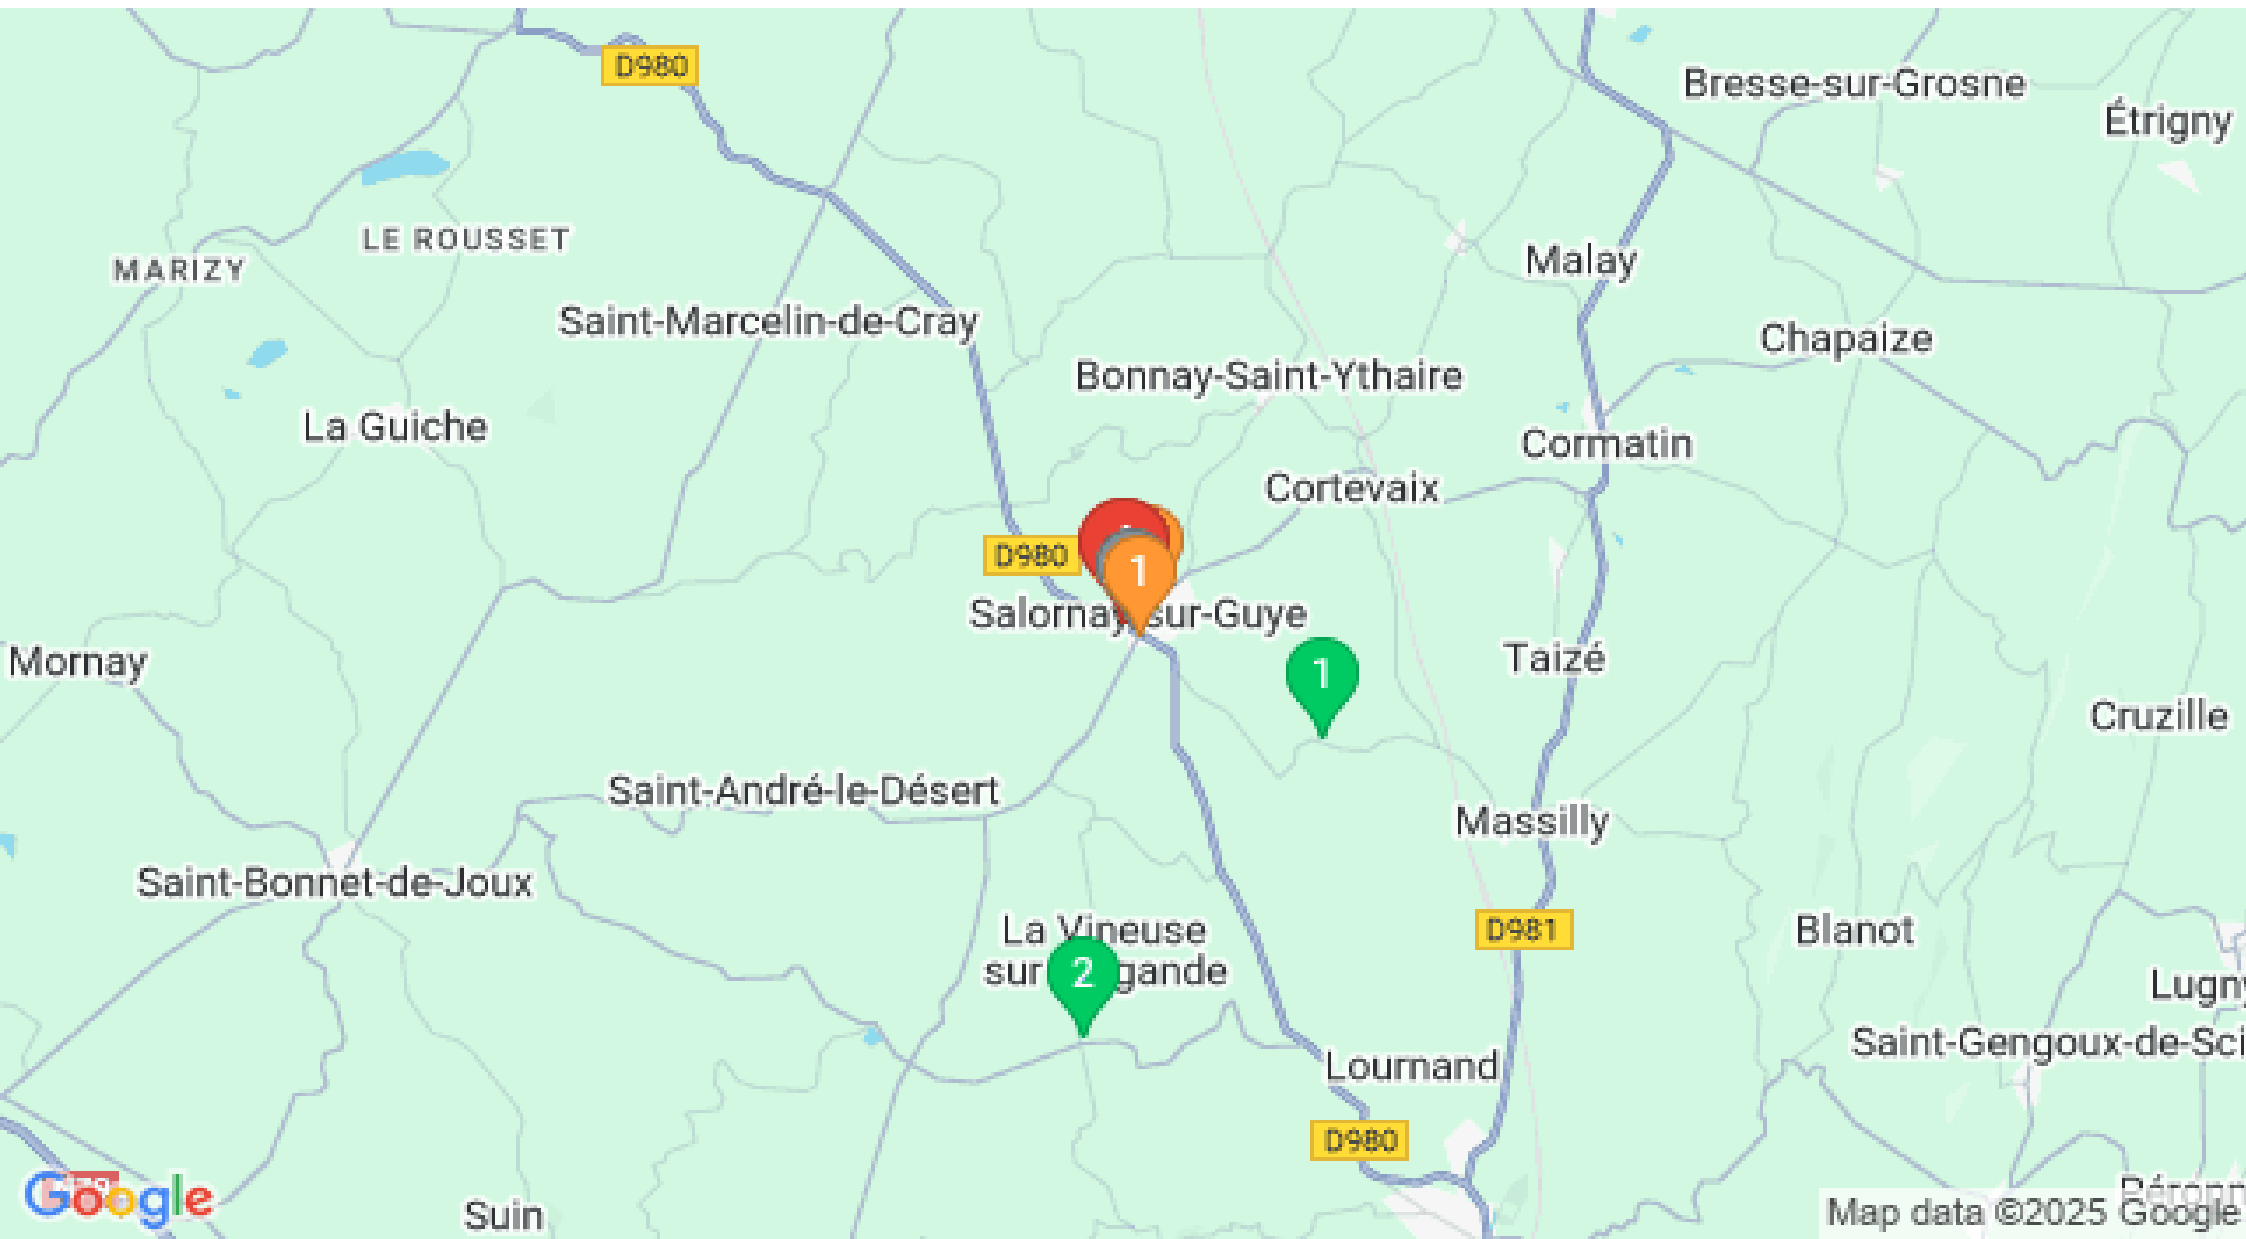 D980
Bresse-sur-Grosne
Étrigny
LE ROUSSET
MARIZY
Malay
Saint-Marcelin-de-Cray
Chapaize
Bonnay-Saint-Ythaire
La Guiche
Cormatin
Cortevaix
D980
1
Salornay-sur-Guye
Mornay
1
Taizé
Cruzille
Saint-André-le-Désert
Massilly
Saint-Bonnet-de-Joux
La Vineuse
sur
2
gande
D981
Blanot
Lugny
Saint-Gengoux-de-Sci
Lournand
D980
Google
Suin
Péronn
Map data ©2025 Google